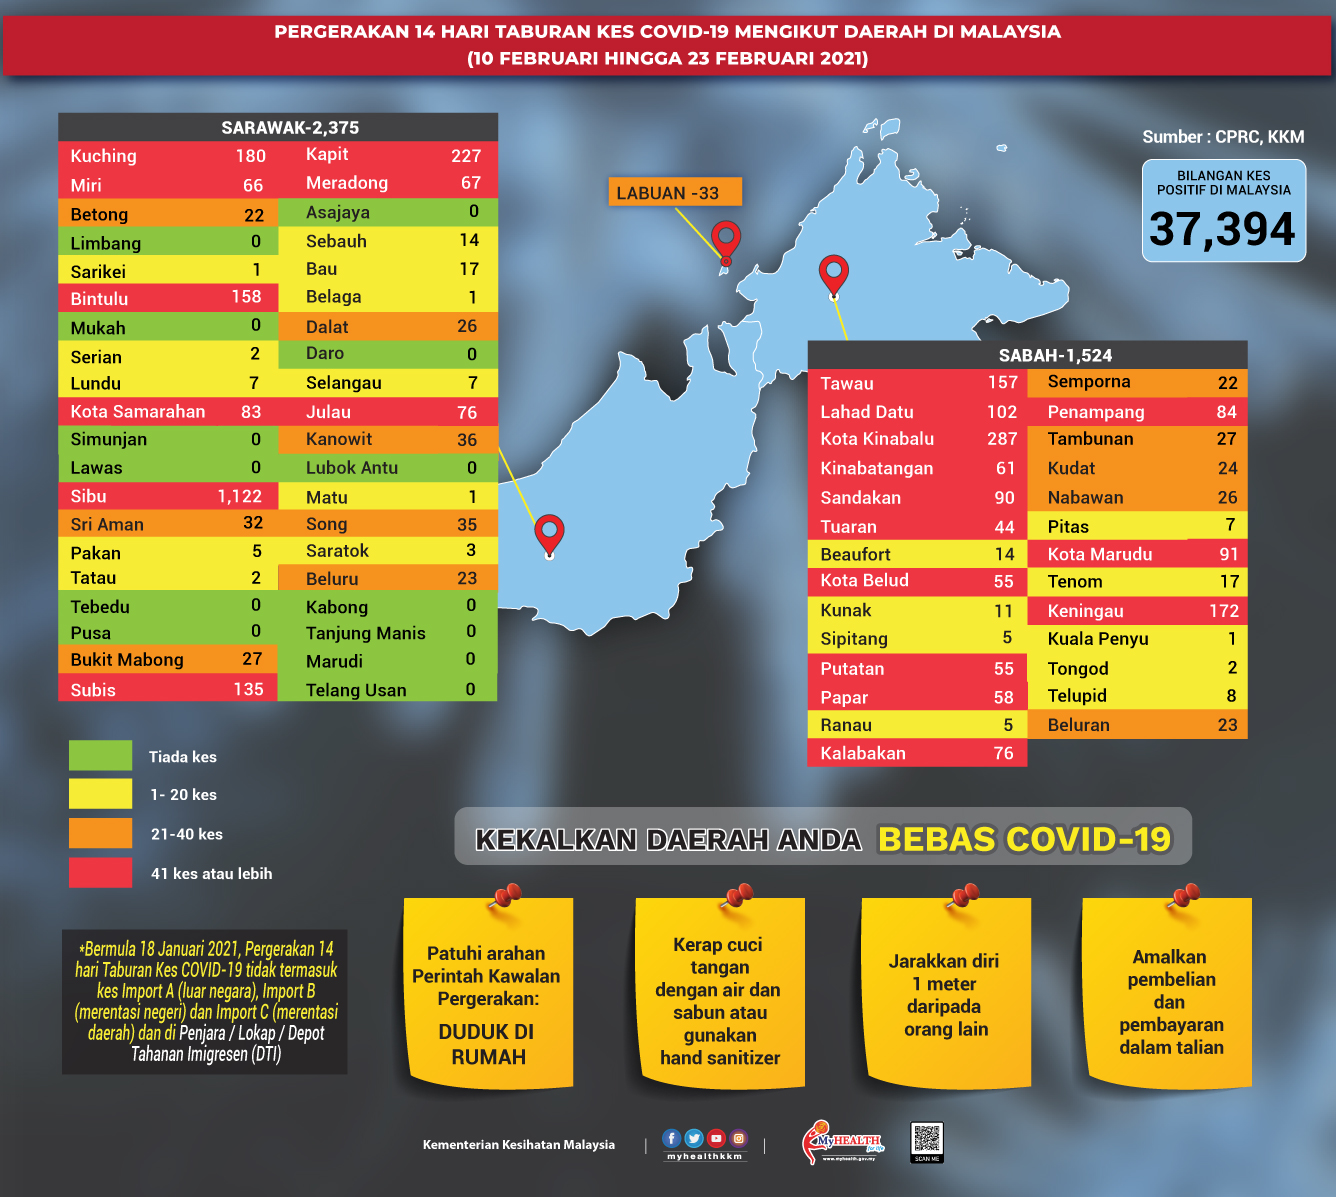 PERGERAKAN 14 HARI TABURAN KES COVID-19 MENGIKUT DAERAH DI MALAYSIA
(10 FEBRUARI HINGGA 23 FEBRUARI 2021)
SARAWAK-2,375
Kuching 180 Kapit 227
Miri 66 Meradong 67
Betong 22 Asajaya 0
Limbang 0 Sebauh 14
Sarikei 1 Bau 17
Bintulu 158 Belaga 1
Mukah 0 Dalat 26
Serian 2 Daro 0
Lundu 7 Selangau 7
Kota Samarahan 83 Julau 76
Simunjan 0 Kanowit 36
Lawas 0 Lubok Antu 0
Sibu 1,122 Matu 1
Sri Aman 32 Song 35
Pakan 5 Saratok 3
Tatau 2 Beluru 23
Tebedu 0 Kabong 0
Pusa 0 Tanjung Manis 0
Bukit Mabong 27 Marudi 0
Subis 135 Telang Usan 0
LABUAN -33
Sumber : CPRC, KKM
BILANGAN KES
POSITIF DI MALAYSIA
37,394
SABAH-1,524
Tawau 157 Semporna 22
Lahad Datu 102 Penampang 84
Kota Kinabalu 287 Tambunan 27
Kinabatangan 61 Kudat 24
Sandakan 90 Nabawan 26
Tuaran 44 Pitas 7
Beaufort 14 Kota Marudu 91
Kota Belud 55 Tenom 17
Kunak 11 Keningau 172
Sipitang 5 Kuala Penyu 1
Putatan 55 Tongod 2
Papar 58 Telupid 8
Ranau 5 Beluran 23
Kalabakan 76
Tiada kes
1- 20 kes
21-40 kes
41 kes atau lebih
*Bermula 18 Januari 2021, Pergerakan 14
hari Taburan Kes COVID-19 tidak termasuk
kes Import A (luar negara), Import B
(merentasi negeri) dan Import C (merentasi
daerah) dan di Penjara / Lokap / Depot
Tahanan Imigresen (DTI)
KEKALKAN DAERAH ANDA BEBAS COVID-19
Patuhi arahan
Perintah Kawalan
Pergerakan:
DUDUK DI
RUMAH
Kerap cuci
tangan
dengan air dan
sabun atau
gunakan
hand sanitizer
Jarakkan diri
1 meter
daripada
orang lain
Amalkan
pembelian
dan
pembayaran
dalam talian
Kementerian Kesihatan Malaysia
myhealthkkm
MyHEALTH
for life
www.myhealth.gov.my
SCAN ME